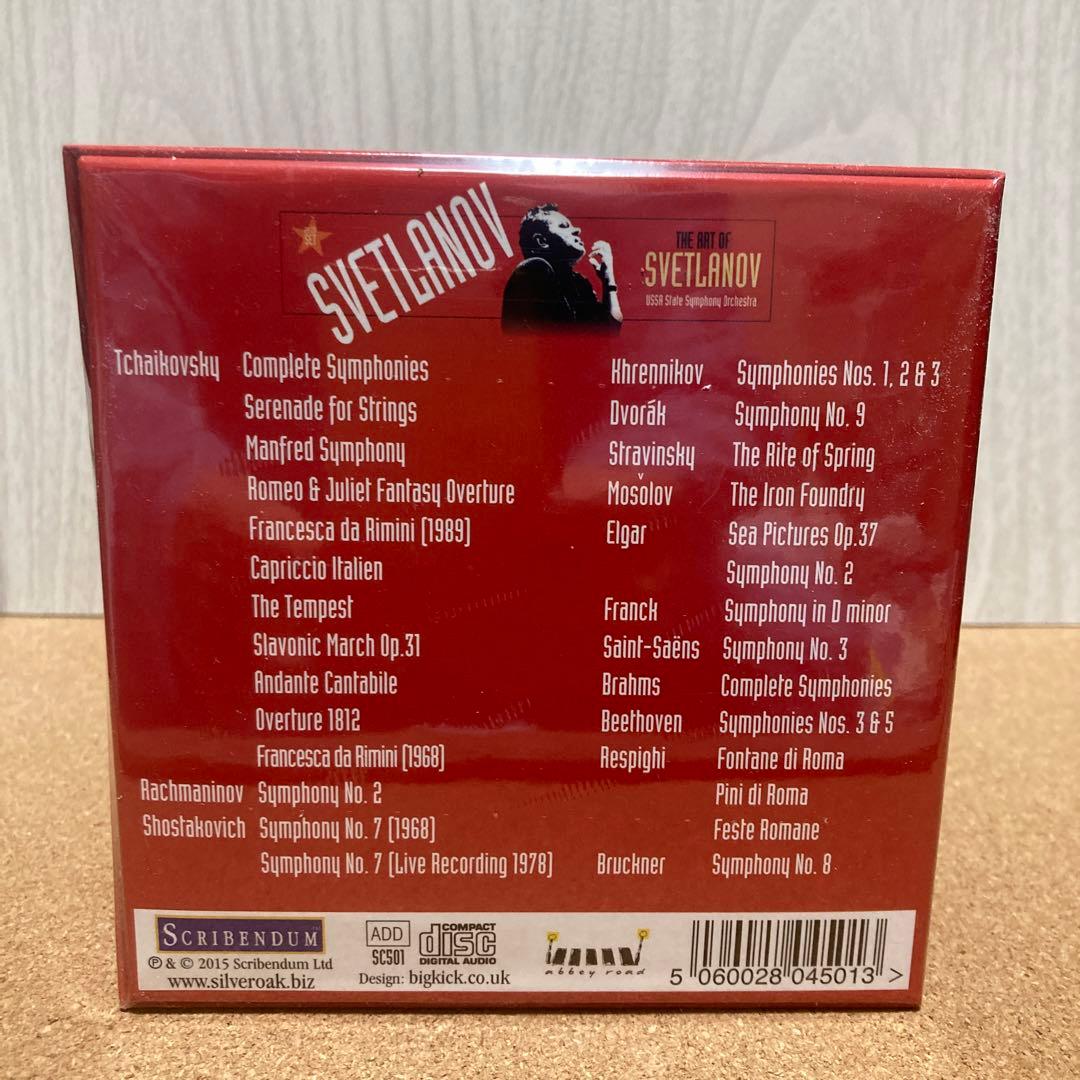 SET
SVETLANOV
THE ART OF
SVETLANOV
USSR State Symphony Orchestra
Tchaikovsky Complete Symphonies
Serenade for Strings
Manfred Symphony
Romeo & Juliet Fantasy Overture
Francesca da Rimini (1989)
Capriccio Italien
The Tempest
Slavonic March Op.31
Andante Cantabile
Overture 1812
Francesca da Rimini (1968)
Rachmaninov Symphony No. 2
Shostakovich Symphony No. 7 (1968)
Symphony No. 7 (Live Recording 1978)
Khrennikov Symphonies Nos. 1, 2 & 3
Dvořák Symphony No. 9
Stravinsky The Rite of Spring
Mosolov The Iron Foundry
Elgar Sea Pictures Op.37
Symphony No. 2
Franck Symphony in D minor
Saint-Saëns Symphony No. 3
Brahms Complete Symphonies
Beethoven Symphonies Nos. 3 & 5
Respighi Fontane di Roma
Pini di Roma
Feste Romane
Bruckner Symphony No. 8
SCRIBENDUM
℗ & © 2015 Scribendum Ltd
www.silveroak.biz
ADD
SC501
COMPACT
disc
DIGITAL AUDIO
Design: bigkick.co.uk
abbey road
5 060028 045013 >